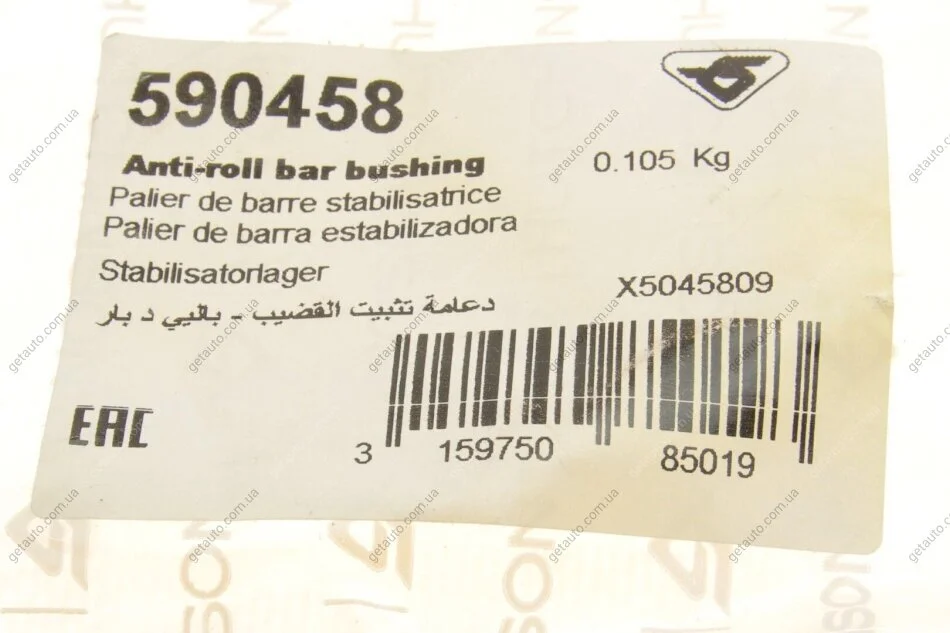 590458
Anti-roll bar bushing
0.105 Kg
Palier de barre stabilisatrice
Palier de barra estabilizadora
Stabilisatorlager
X5045809
دعامة تثبيت القضيب - باليي د بار
EAC
3 159750 85019
getauto.com.ua